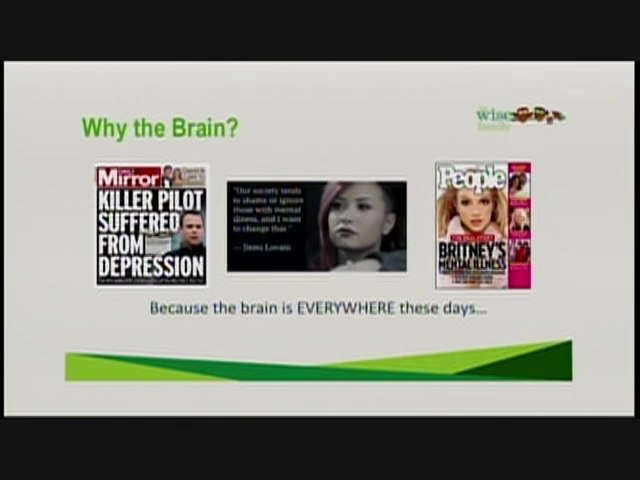 Why the Brain?
wise
family
Mirror
KILLER PILOT
SUFFERED
FROM
DEPRESSION
"Our society tends
to shame or ignore
those with mental
illness, and i want
to change that."
— Demi Lovato
People
BRITNEY'S
MENTAL ILLNESS
Because the brain is EVERYWHERE these days...